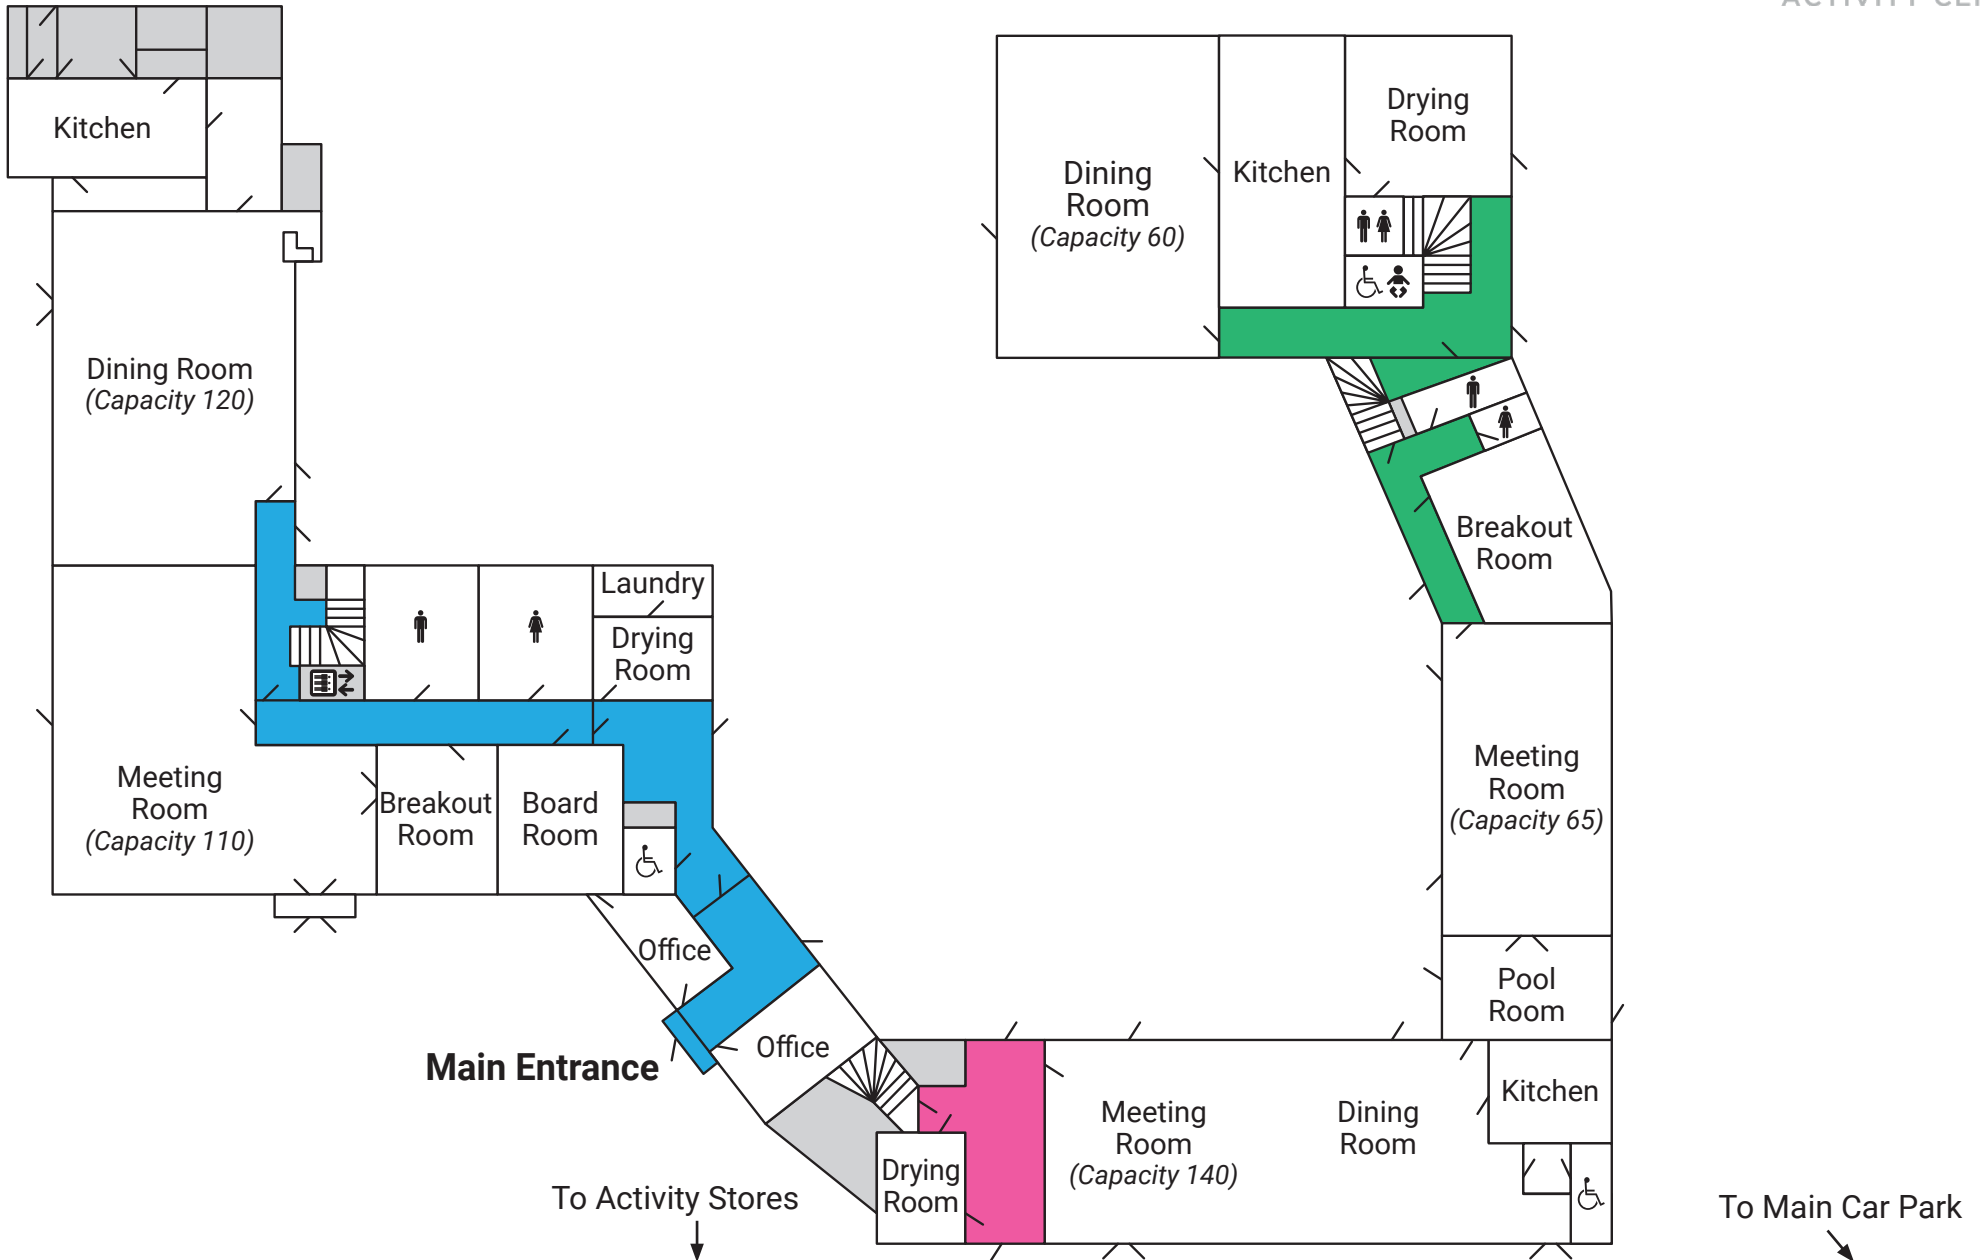 Kitchen
Dining
Room
(Capacity 60)
Kitchen
Drying
Room
Dining Room
(Capacity 120)
Breakout
Room
Laundry
Drying
Room
Meeting
Room
(Capacity 110)
Breakout
Room
Board
Room
Meeting
Room
(Capacity 65)
Office
Pool
Room
Office
Main Entrance
Kitchen
Meeting
Room
(Capacity 140)
Dining
Room
Drying
Room
To Activity Stores
To Main Car Park